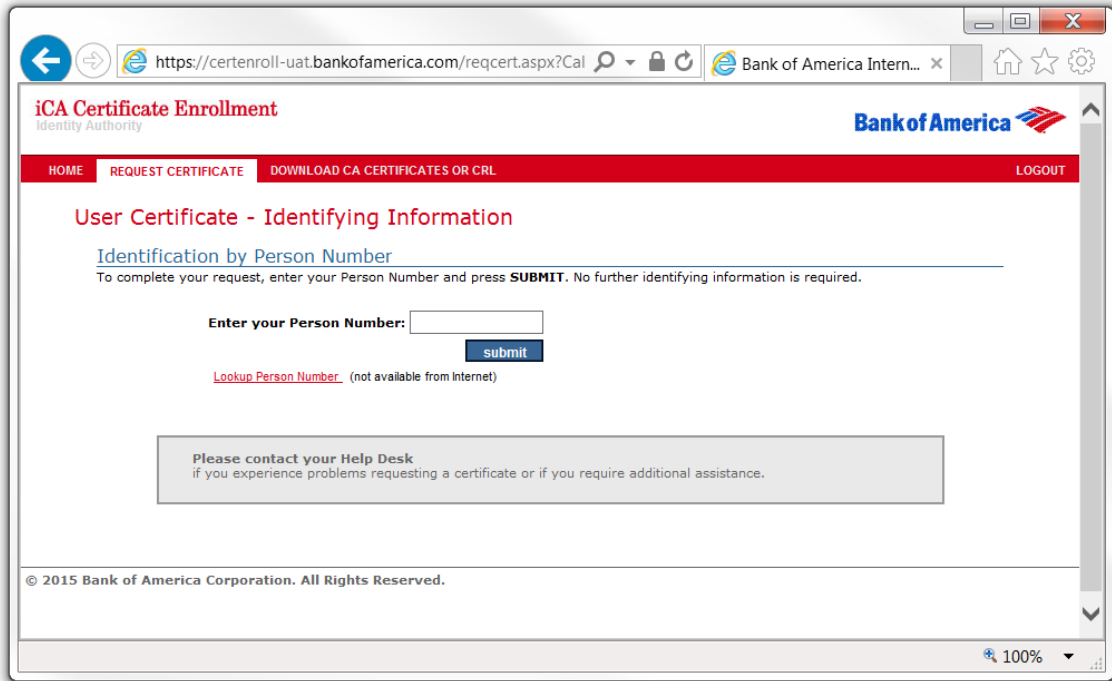 https://certenroll-uat.bankofamerica.com/reqcert.aspx?Cal
Bank of America Intern...
iCA Certificate Enrollment
Identity Authority
Bank of America
HOME REQUEST CERTIFICATE DOWNLOAD CA CERTIFICATES OR CRL LOGOUT
User Certificate - Identifying Information
Identification by Person Number
To complete your request, enter your Person Number and press SUBMIT. No further identifying information is required.
Enter your Person Number:
submit
Lookup Person Number (not available from Internet)
Please contact your Help Desk
if you experience problems requesting a certificate or if you require additional assistance.
© 2015 Bank of America Corporation. All Rights Reserved.
100%